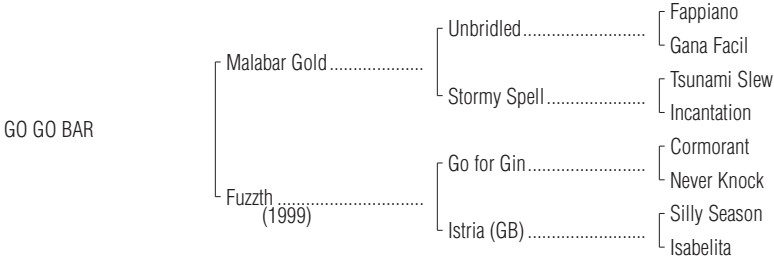 Fappiano
Unbridled..........................
Gana Facil
Malabar Gold....................
Tsunami Slew
Stormy Spell.....................
Incantation
GO GO BAR
Cormorant
Go for Gin.........................
Never Knock
Fuzzth ...............................
(1999)
Silly Season
Istria (GB) .........................
Isabelita